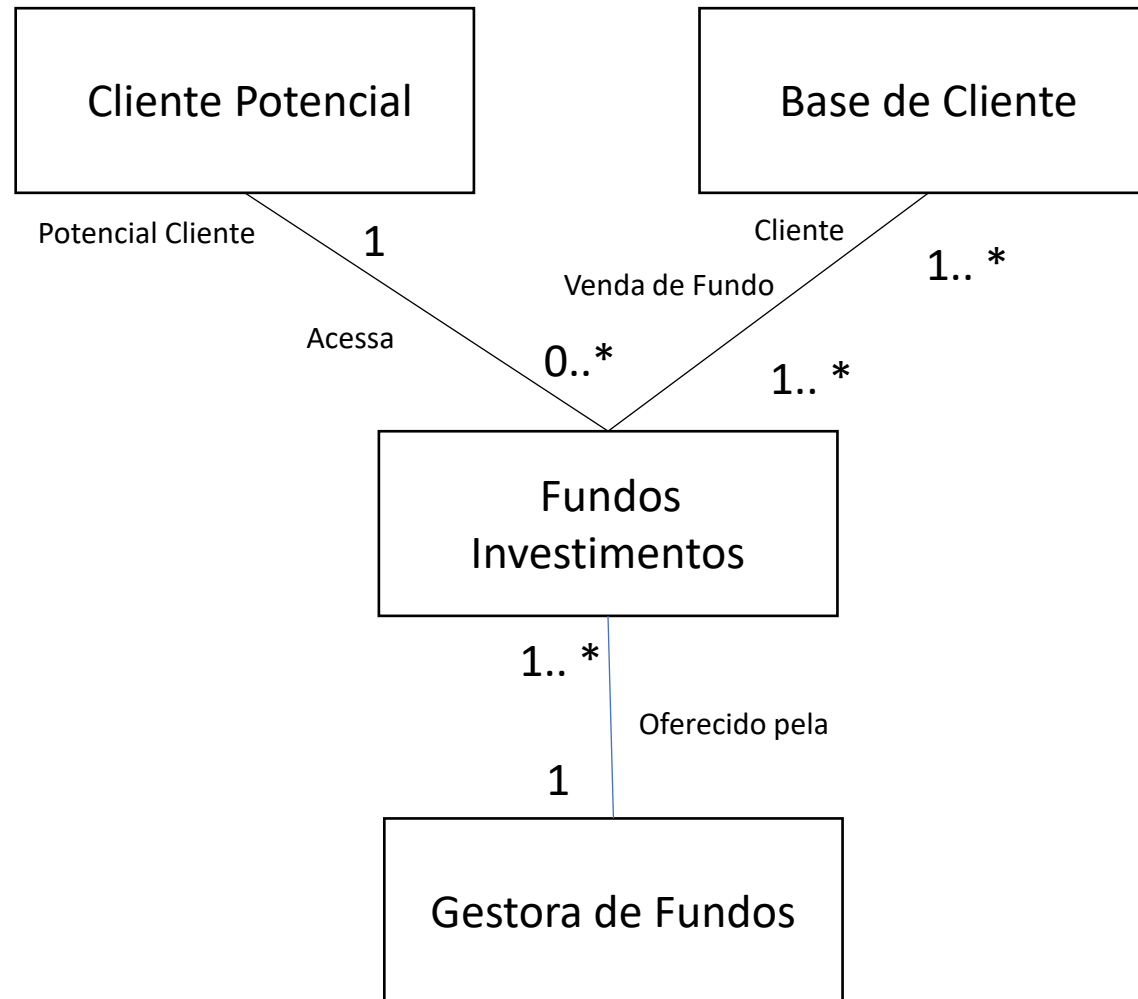 Cliente Potencial
Base de Cliente
Potencial Cliente
1
Cliente
1.. *
Venda de Fundo
Acessa
0..*
1.. *
Fundos
Investimentos
1.. *
Oferecido pela
1
Gestora de Fundos